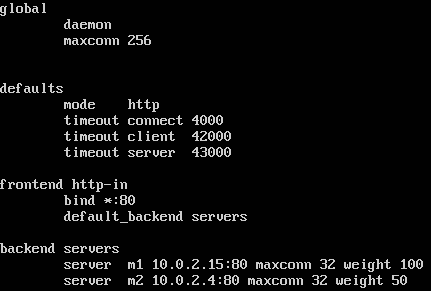 global
        daemon
        maxconn 256
defaults
        mode    http
        timeout connect 4000
        timeout client  42000
        timeout server  43000
frontend http-in
        bind *:80
        default_backend servers
backend servers
        server  m1 10.0.2.15:80 maxconn 32 weight 100
        server  m2 10.0.2.4:80 maxconn 32 weight 50